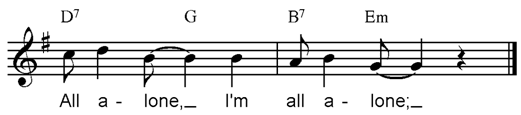 D7 G B7 Em
All a - lone,_ I'm all a - lone;_